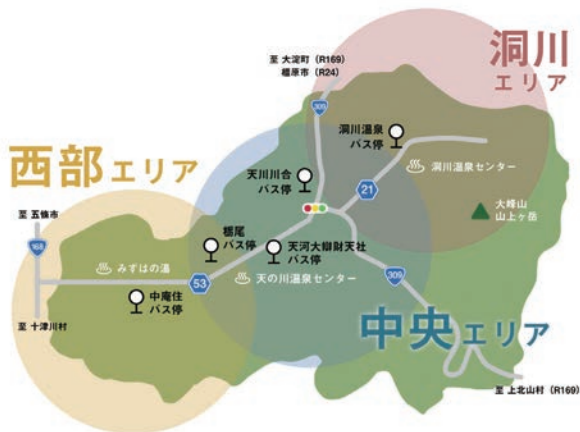 洞川
エリア
至 大淀町（R169）
橿原市（R24）
309
洞川温泉
バス停
洞川温泉センター
天川川合
バス停
21
大峰山
山上ヶ岳
西部エリア
至 五條市
168
栃尾
バス停
天河大辯財天社
バス停
みずはの湯
天の川温泉センター
53
309
中庵住
バス停
中央エリア
至 十津川村
至 上北山村（R169）